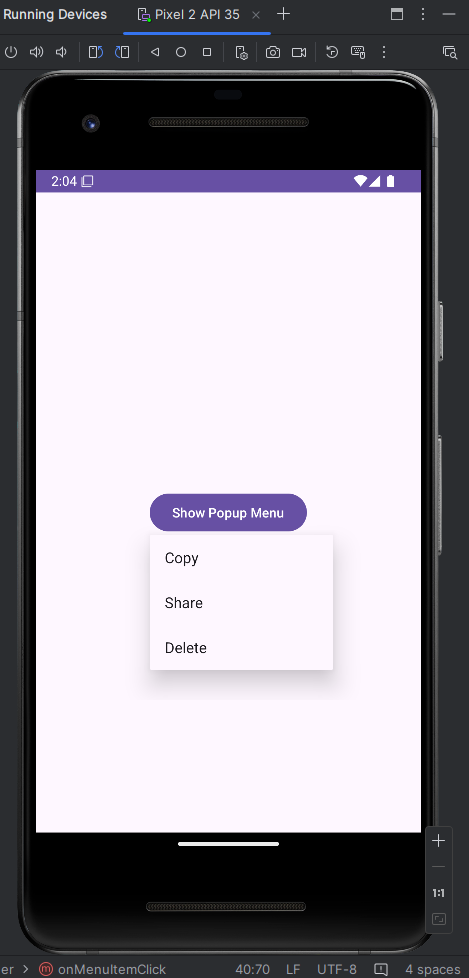 Running Devices
Pixel 2 API 35
2:04
Show Popup Menu
Copy
Share
Delete
1:1
er > m onMenuItemClick 40:70 LF UTF-8 4 spaces